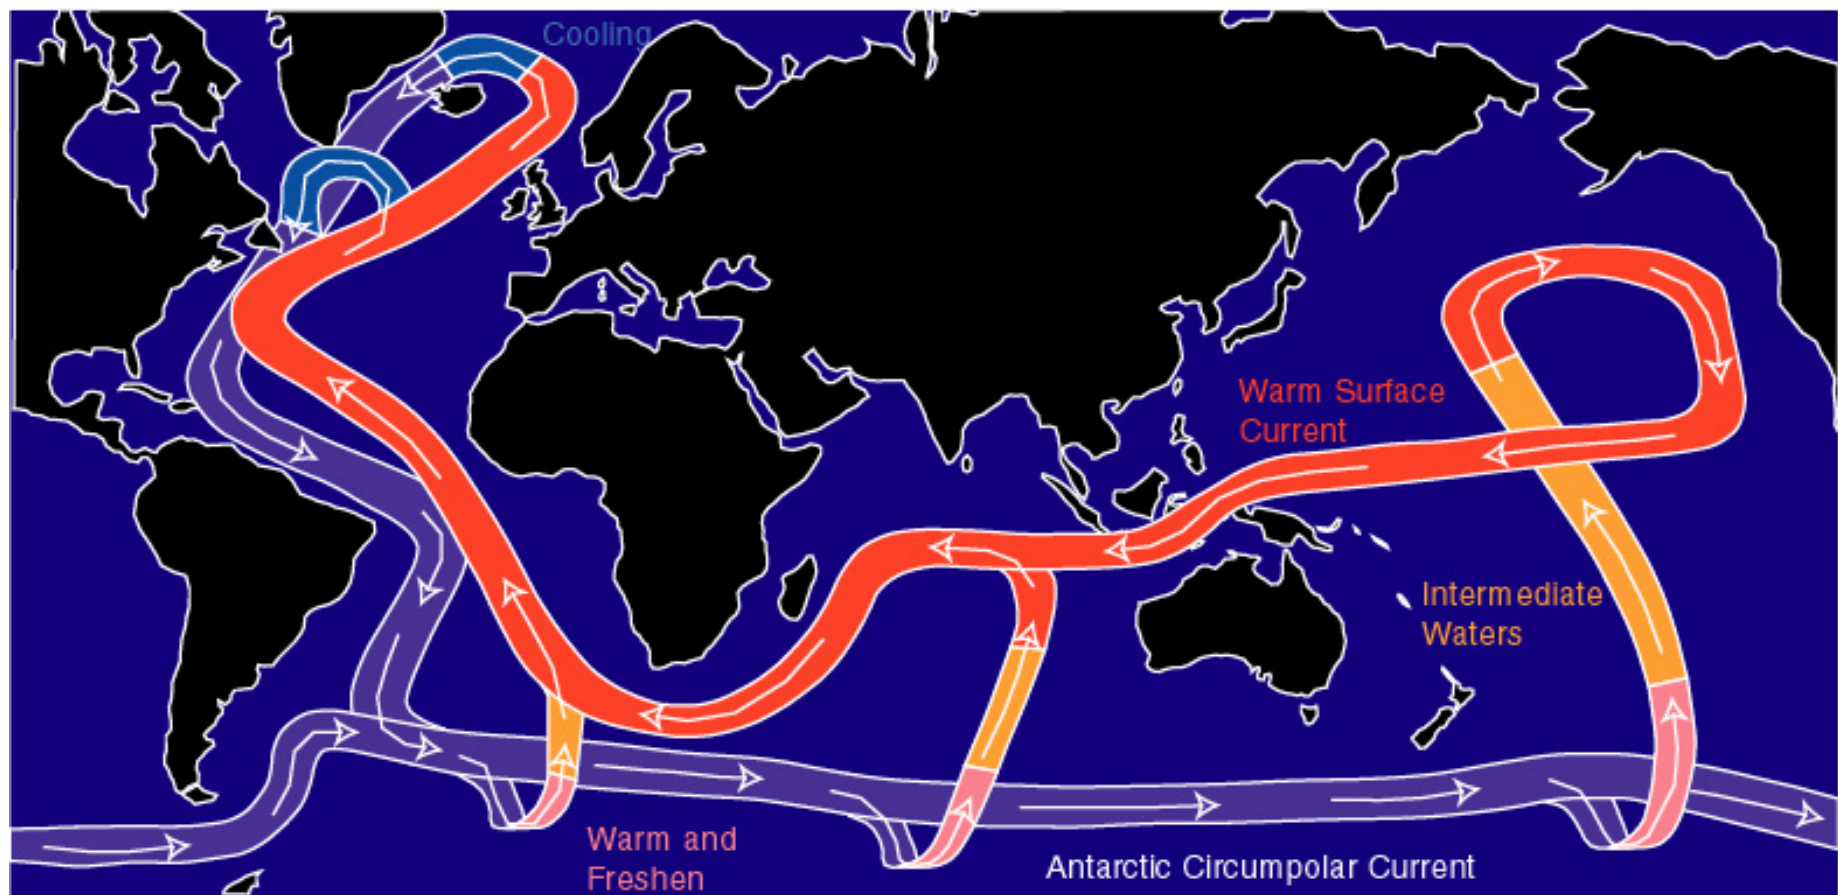 Cooling
Warm Surface
Current
Intermediate
Waters
Warm and
Freshen
Antarctic Circumpolar Current